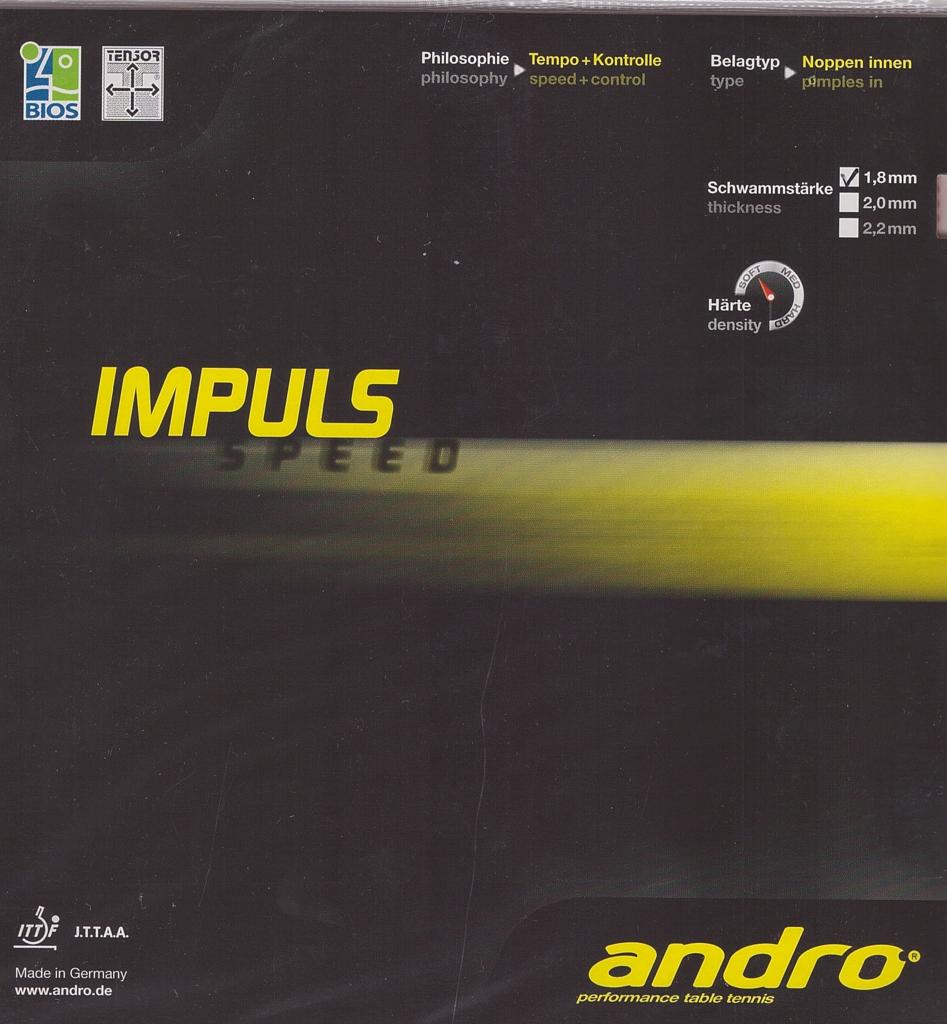 BIOS
TENSOR
Philosophie
philosophy
Tempo + Kontrolle
speed + control
Belagtyp
type
Noppen innen
pimples in
Schwammstärke
thickness
1,8 mm
2,0 mm
2,2 mm
SOFT MED HARD
Härte
density
IMPULS
SPEED
ITTF J.T.T.A.A.
Made in Germany
www.andro.de
andro®
performance table tennis